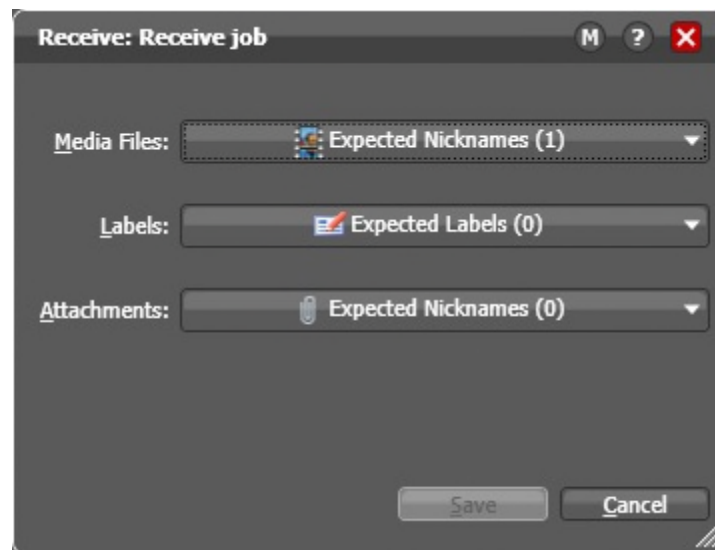 Receive: Receive job M ?
Media Files: Expected Nicknames (1)
Labels: Expected Labels (0)
Attachments: Expected Nicknames (0)
Save Cancel